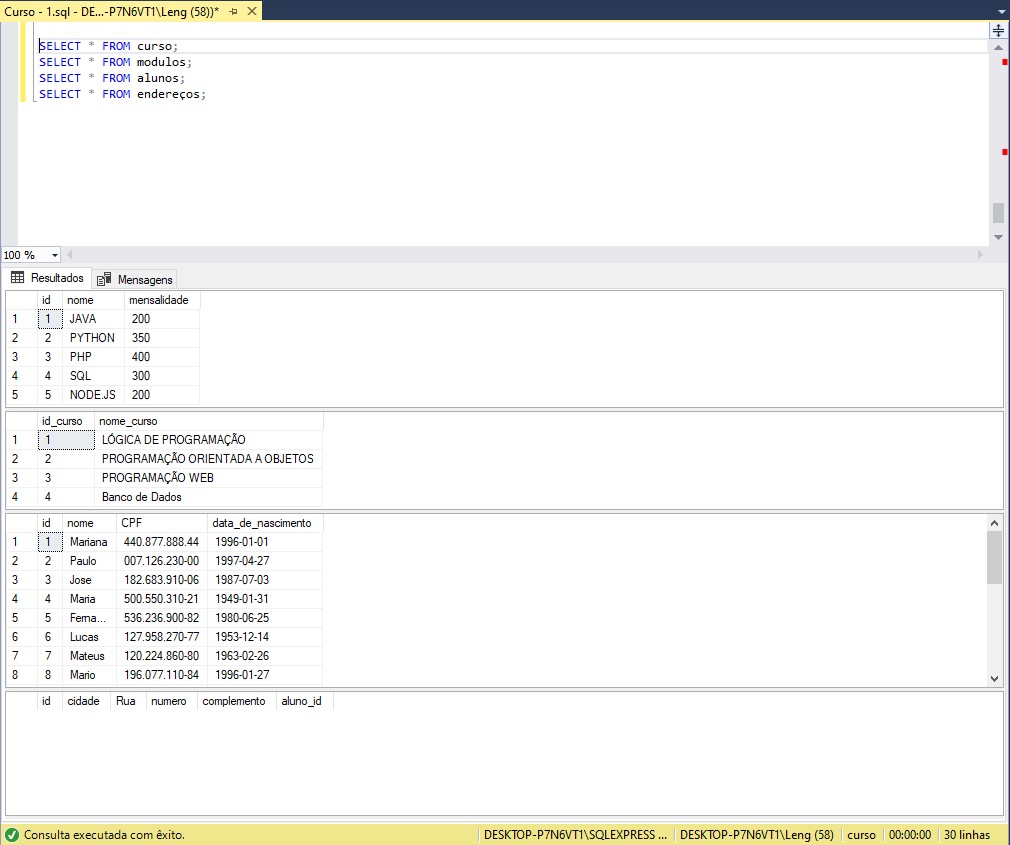 Curso - 1.sql - DE...-P7N6VT1\Leng (58))*
SELECT * FROM curso;
SELECT * FROM modulos;
SELECT * FROM alunos;
SELECT * FROM endereços;
100 %
Resultados Mensagens
id nome mensalidade
1 1 JAVA 200
2 2 PYTHON 350
3 3 PHP 400
4 4 SQL 300
5 5 NODE.JS 200
id_curso nome_curso
1 1 LÓGICA DE PROGRAMAÇÃO
2 2 PROGRAMAÇÃO ORIENTADA A OBJETOS
3 3 PROGRAMAÇÃO WEB
4 4 Banco de Dados
id nome CPF data_de_nascimento
1 1 Mariana 440.877.888.44 1996-01-01
2 2 Paulo 007.126.230-00 1997-04-27
3 3 Jose 182.683.910-06 1987-07-03
4 4 Maria 500.550.310-21 1949-01-31
5 5 Ferna... 536.236.900-82 1980-06-25
6 6 Lucas 127.958.270-77 1953-12-14
7 7 Mateus 120.224.860-80 1963-02-26
8 8 Mario 196.077.110-84 1996-01-27
id cidade Rua numero complemento aluno_id
Consulta executada com êxito. DESKTOP-P7N6VT1\SQLEXPRESS ... DESKTOP-P7N6VT1\Leng (58) curso 00:00:00 30 linhas